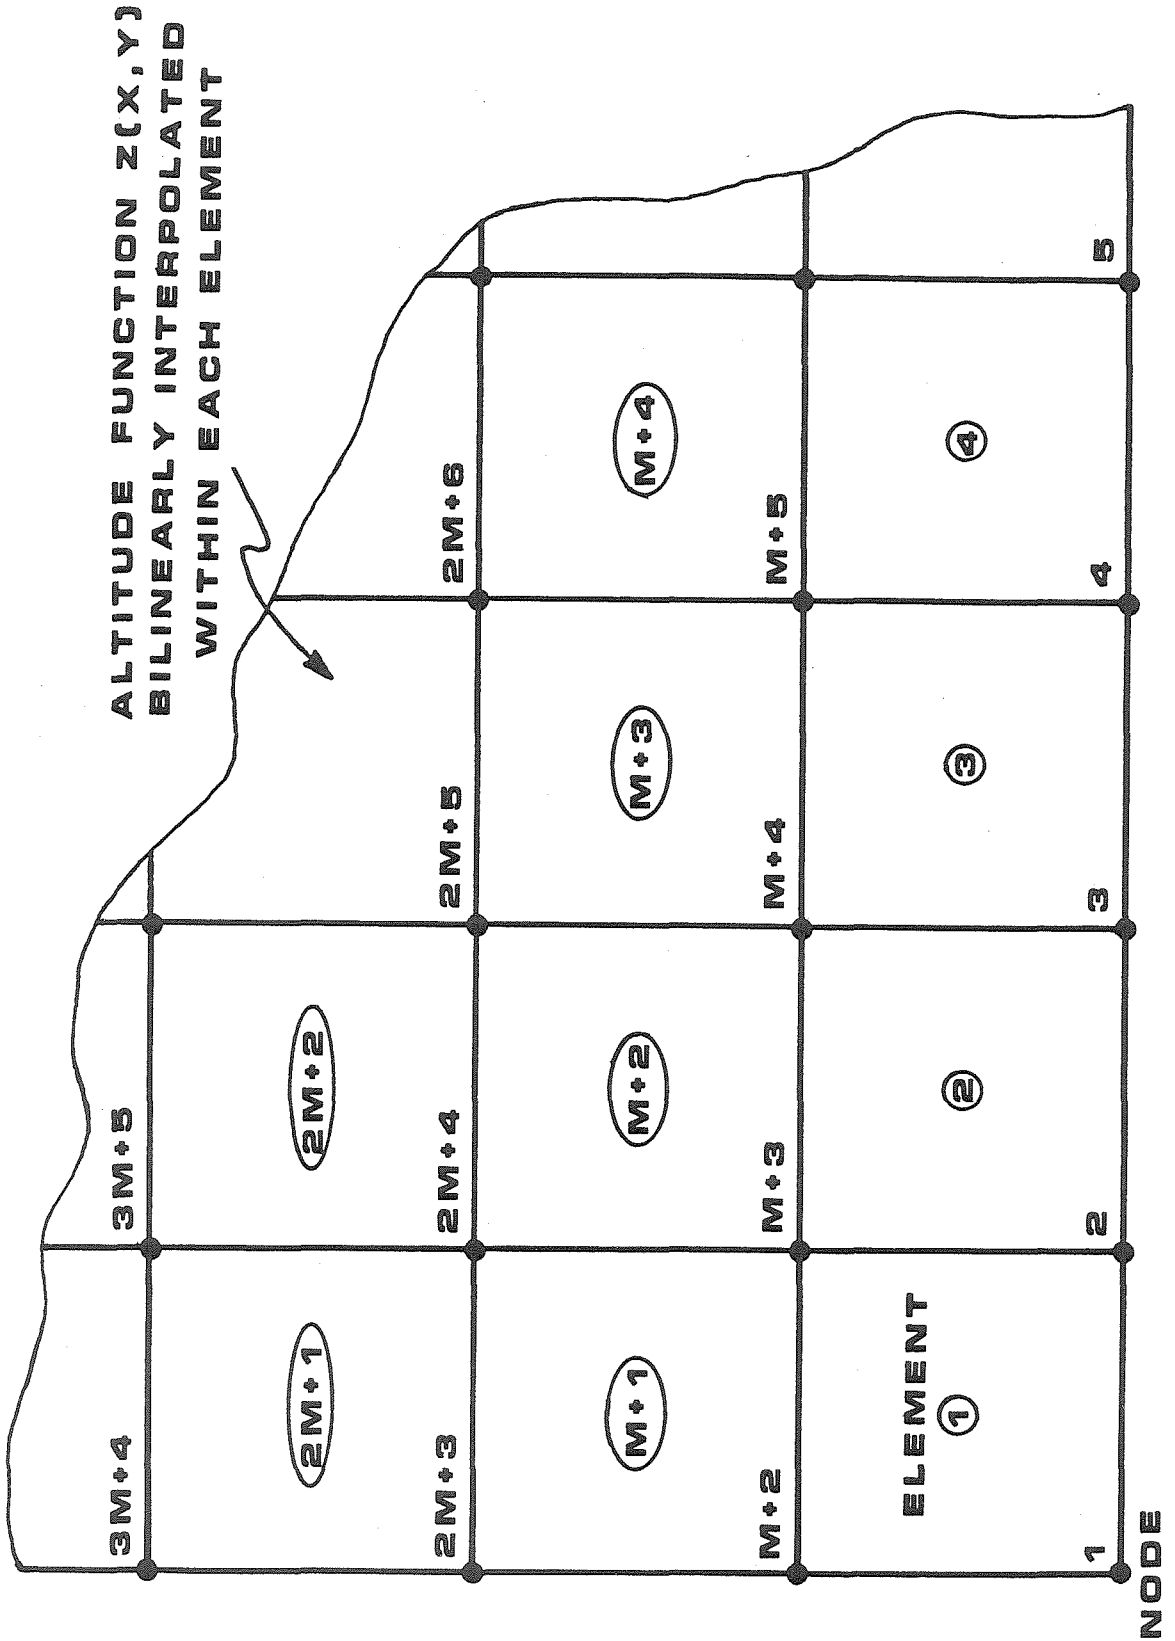 ALTITUDE FUNCTION Z(X,Y)
BILINEARLY INTERPOLATED
WITHIN EACH ELEMENT
3M+4 3M+5
2M+1 2M+2
2M+3 2M+4 2M+5 2M+6
M+1 M+2 M+3 M+4
M+2 M+3 M+4 M+5
ELEMENT
1 2 3 4
1 2 3 4 5
NODE